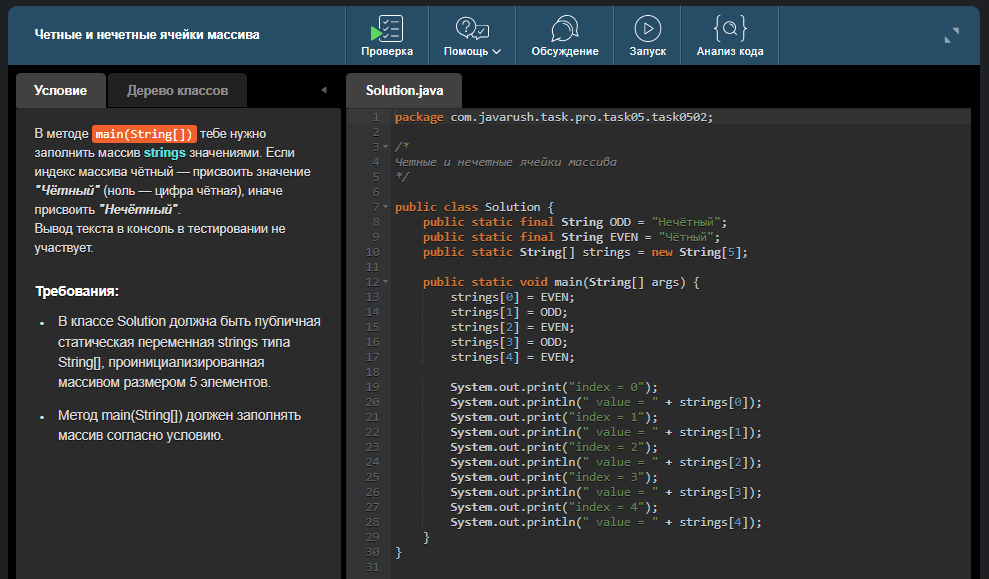 Четные и нечетные ячейки массива
Проверка
Помощь
Обсуждение
Запуск
Анализ кода
Условие
Дерево классов
В методе main(String[]) тебе нужно
заполнить массив strings значениями. Если
индекс массива чётный — присвоить значение
"Чётный" (ноль — цифра чётная), иначе
присвоить "Нечётный".
Вывод текста в консоль в тестировании не
участвует.
Требования:
• В классе Solution должна быть публичная
статическая переменная strings типа
String[], проинициализированная
массивом размером 5 элементов.
• Метод main(String[]) должен заполнять
массив согласно условию.
Solution.java
1 package com.javarush.task.pro.task05.task0502;
2
3 /*
4 Четные и нечетные ячейки массива
5 */
6
7 public class Solution {
8 public static final String ODD = "Нечётный";
9 public static final String EVEN = "Чётный";
10 public static String[] strings = new String[5];
11
12 public static void main(String[] args) {
13 strings[0] = EVEN;
14 strings[1] = ODD;
15 strings[2] = EVEN;
16 strings[3] = ODD;
17 strings[4] = EVEN;
18
19 System.out.print("index = 0");
20 System.out.println(" value = " + strings[0]);
21 System.out.print("index = 1");
22 System.out.println(" value = " + strings[1]);
23 System.out.print("index = 2");
24 System.out.println(" value = " + strings[2]);
25 System.out.print("index = 3");
26 System.out.println(" value = " + strings[3]);
27 System.out.print("index = 4");
28 System.out.println(" value = " + strings[4]);
29 }
30 }
31